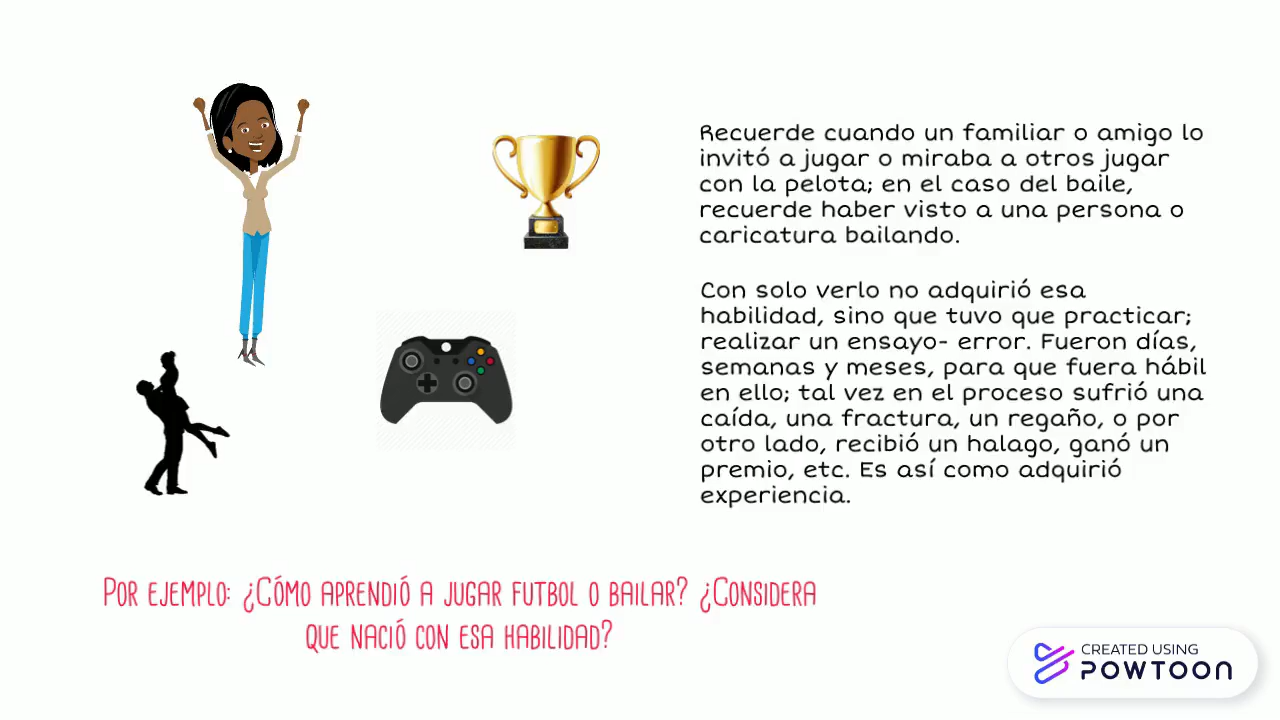 Recuerde cuando un familiar o amigo lo
invitó a jugar o miraba a otros jugar
con la pelota; en el caso del baile,
recuerde haber visto a una persona o
caricatura bailando.
Con solo verlo no adquirió esa
habilidad, sino que tuvo que practicar;
realizar un ensayo- error. Fueron días,
semanas y meses, para que fuera hábil
en ello; tal vez en el proceso sufrió una
caída, una fractura, un regaño, o por
otro lado, recibió un halago, ganó un
premio, etc. Es así como adquirió
experiencia.
Por ejemplo: ¿Cómo aprendió a jugar futbol o bailar? ¿Considera
que nació con esa habilidad?
CREATED USING
POWTOON